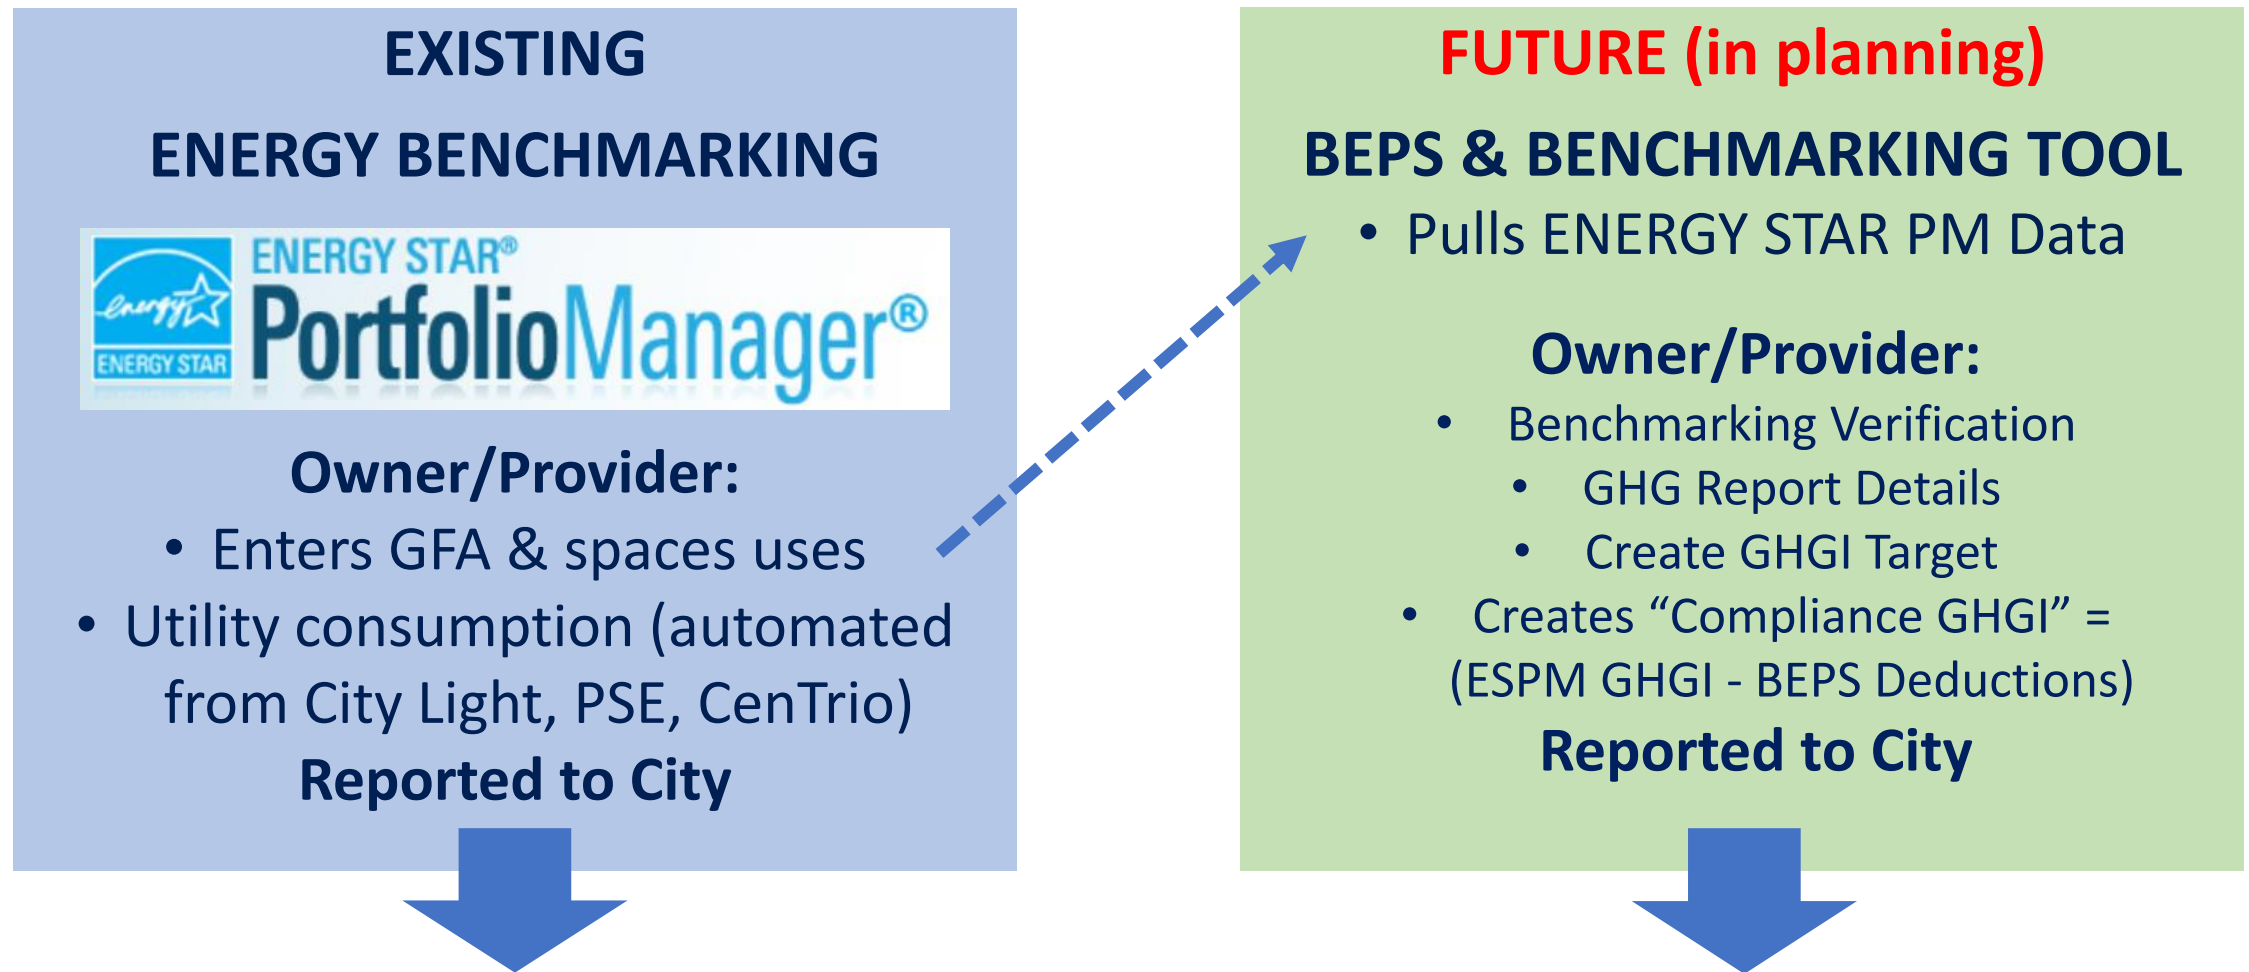 EXISTING
ENERGY BENCHMARKING
energy
ENERGY STAR
ENERGY STAR®
PortfolioManager®
Owner/Provider:
• Enters GFA & spaces uses
• Utility consumption (automated
from City Light, PSE, CenTrio)
Reported to City
FUTURE (in planning)
BEPS & BENCHMARKING TOOL
• Pulls ENERGY STAR PM Data
Owner/Provider:
• Benchmarking Verification
• GHG Report Details
• Create GHGI Target
• Creates “Compliance GHGI” =
(ESPM GHGI - BEPS Deductions)
Reported to City